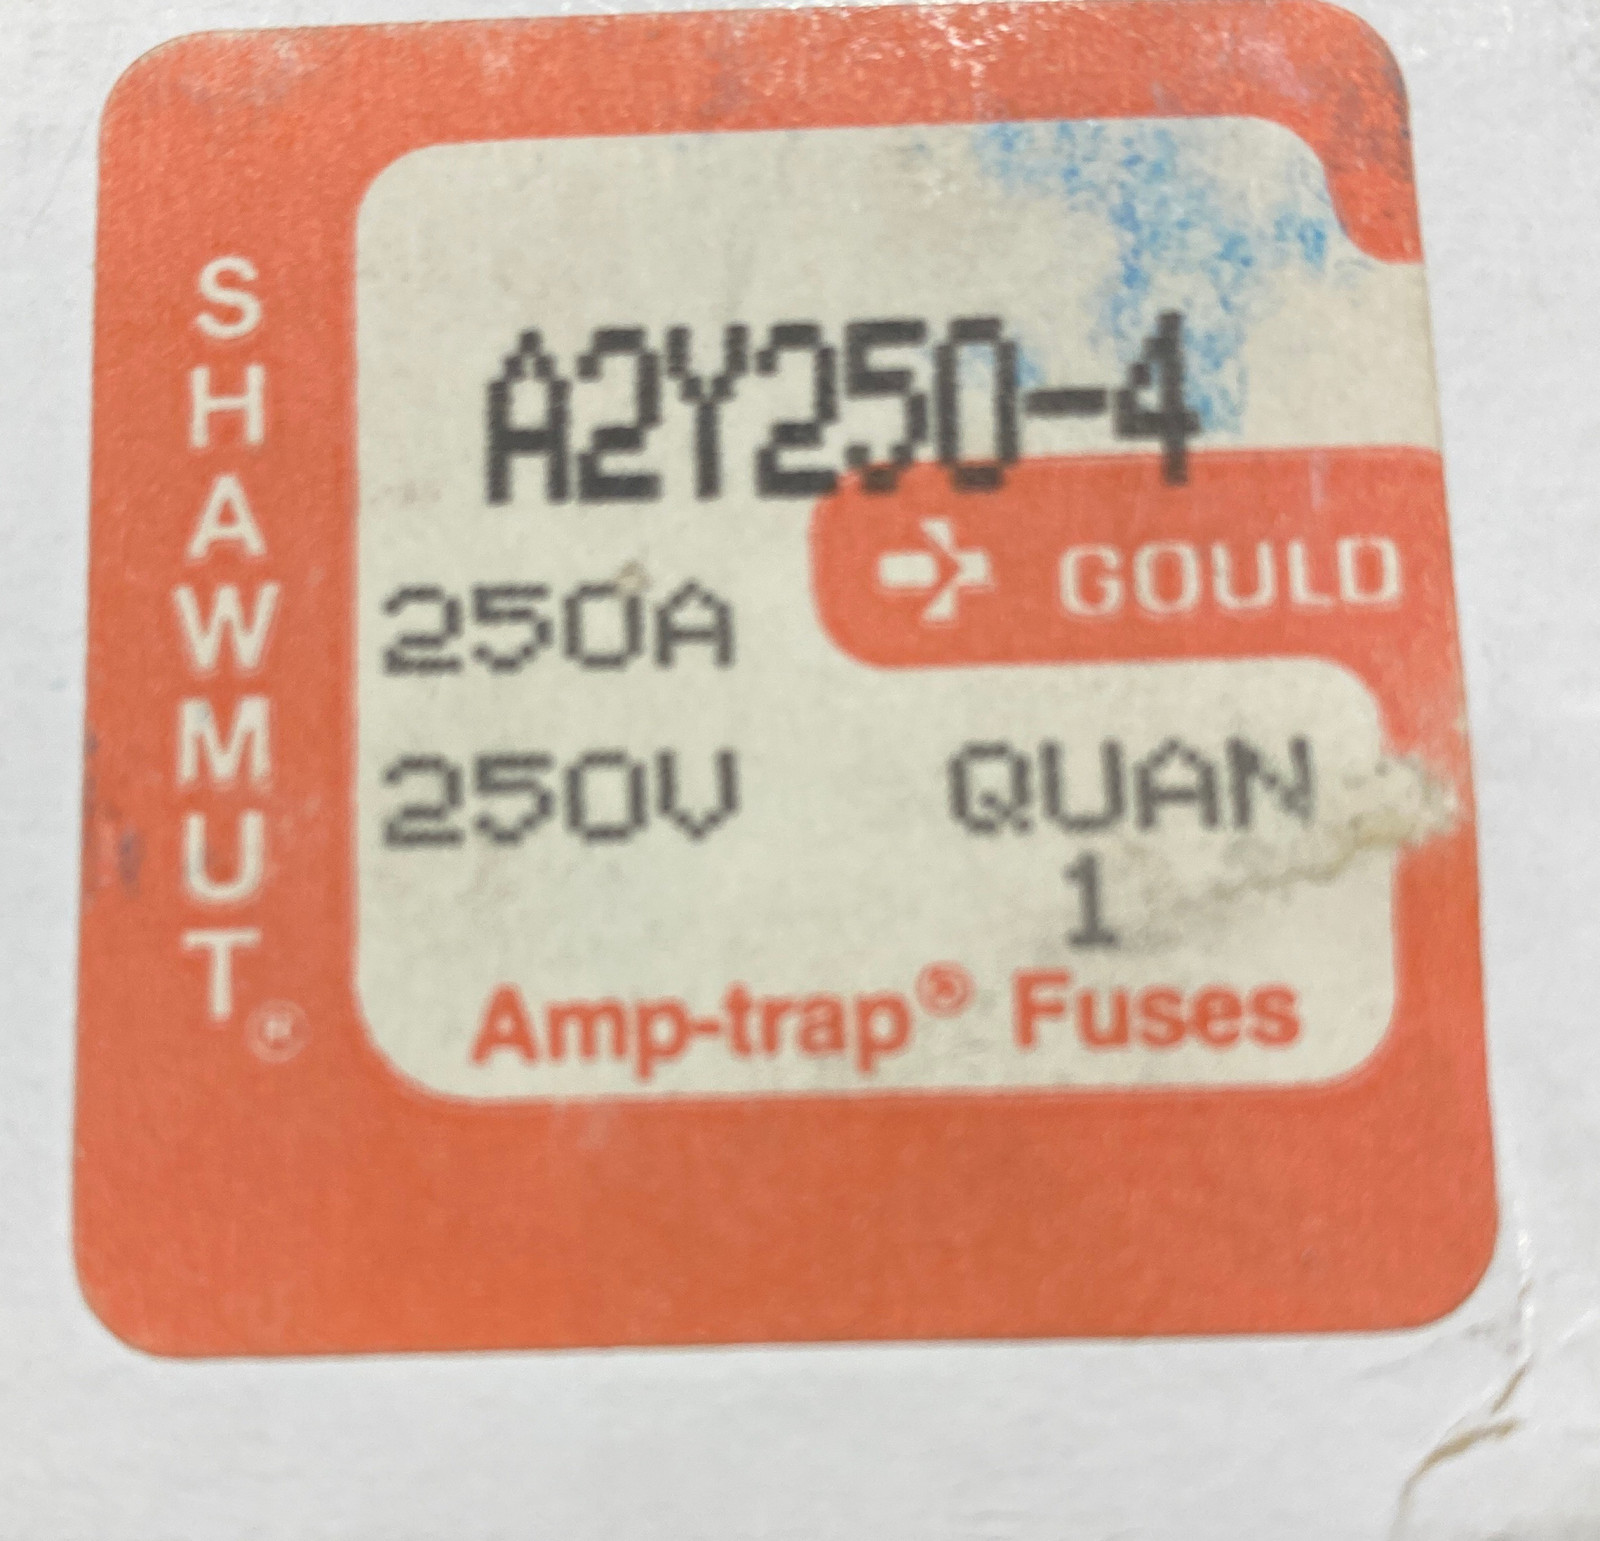 SHAWMUT®
A2Y250-4
GOULD
250A
250V
QUAN
1
Amp-trap® Fuses